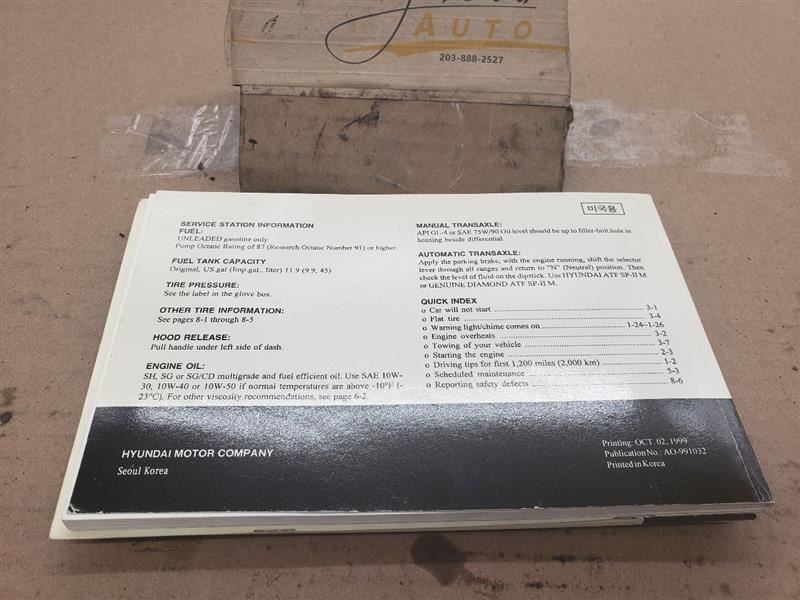 AUTO
203-888-2527
SERVICE STATION INFORMATION
FUEL:
UNLEADED gasoline only
Pump Octane Rating of 87 (Research Octane Number 91) or higher.
FUEL TANK CAPACITY
Original, US.gal (Imp.gal., liter) 11.9 (9.9, 45)
TIRE PRESSURE:
See the label in the glove box.
OTHER TIRE INFORMATION:
See pages 8-1 through 8-5
HOOD RELEASE:
Pull handle under left side of dash.
ENGINE OIL:
SH, SG or SG/CD multigrade and fuel efficient oil. Use SAE 10W-
30, 10W-40 or 10W-50 if normal temperatures are above -10°F (-
23°C). For other viscosity recommendations, see page 6-2.
미국용
MANUAL TRANSAXLE:
API GL-4 or SAE 75W/90 Oil level should be up to filler-bolt hole in
housing beside differential.
AUTOMATIC TRANSAXLE:
Apply the parking brake, with the engine running, shift the selector
lever through all ranges and return to "N" (Neutral) position. Then
check the level of fluid on the dipstick. Use HYUNDAI ATF SP-II M
or GENUINE DIAMOND ATF SP-II M.
QUICK INDEX
o Car will not start ... 3-1
o Flat tire ... 3-4
o Warning light/chime comes on ... 1-24~1-26
o Engine overheats ... 3-2
o Towing of your vehicle ... 3-7
o Starting the engine ... 2-3
o Driving tips for first 1,200 miles (2,000 km) ... 1-2
o Scheduled maintenance ... 5-3
o Reporting safety defects ... 8-6
HYUNDAI MOTOR COMPANY
Seoul Korea
Printing: OCT. 02, 1999
Publication No.: AO-991032
Printed in Korea